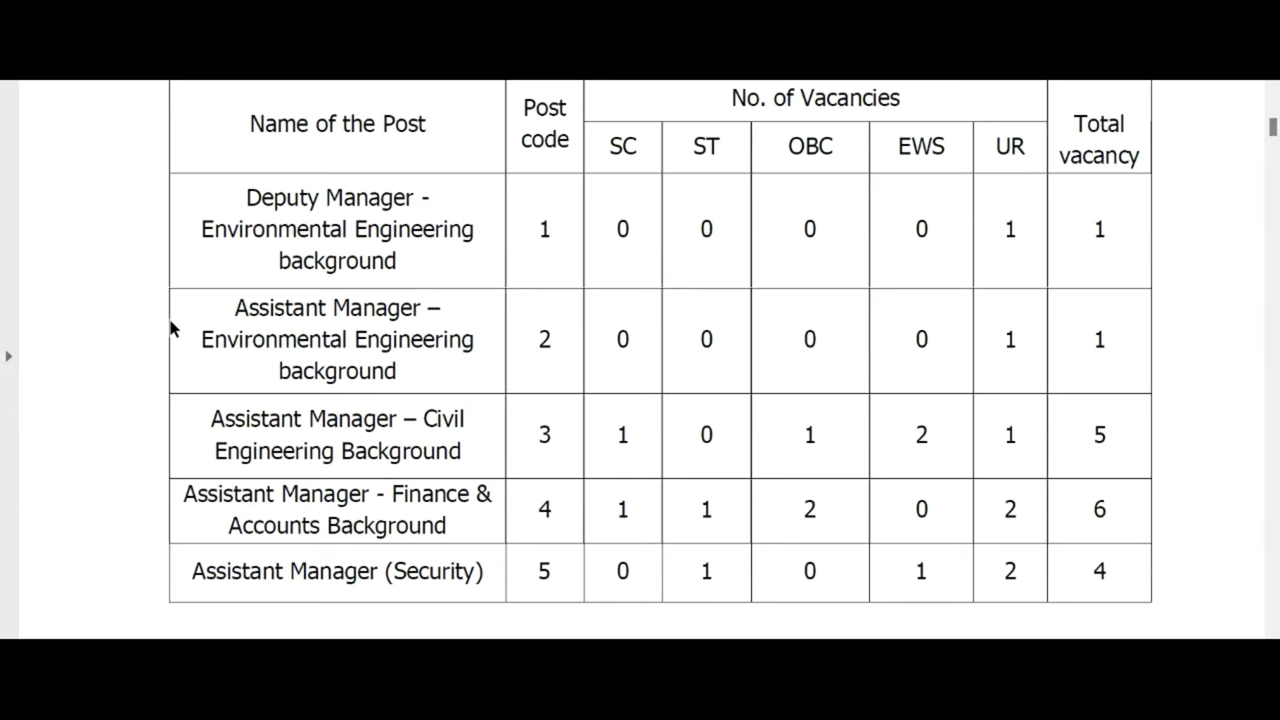 Name of the Post
Post
code
No. of Vacancies
Total
vacancy
SC ST OBC EWS UR
Deputy Manager -
Environmental Engineering
background
1 0 0 0 0 1 1
Assistant Manager –
Environmental Engineering
background
2 0 0 0 0 1 1
Assistant Manager – Civil
Engineering Background
3 1 0 1 2 1 5
Assistant Manager - Finance &
Accounts Background
4 1 1 2 0 2 6
Assistant Manager (Security) 5 0 1 0 1 2 4